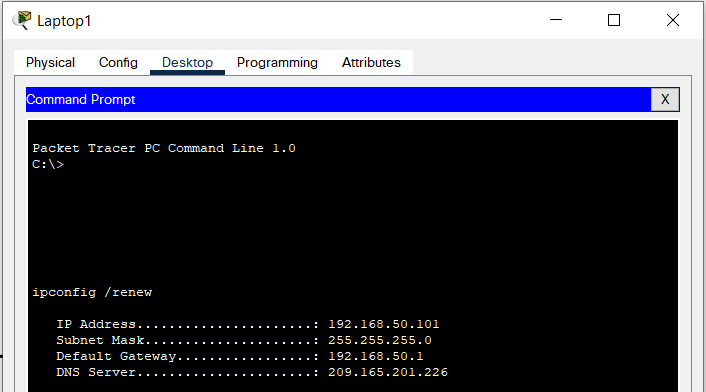 Laptop1
Physical Config Desktop Programming Attributes
Command Prompt X
Packet Tracer PC Command Line 1.0
C:\>
ipconfig /renew
IP Address......................: 192.168.50.101
Subnet Mask.....................: 255.255.255.0
Default Gateway.................: 192.168.50.1
DNS Server......................: 209.165.201.226